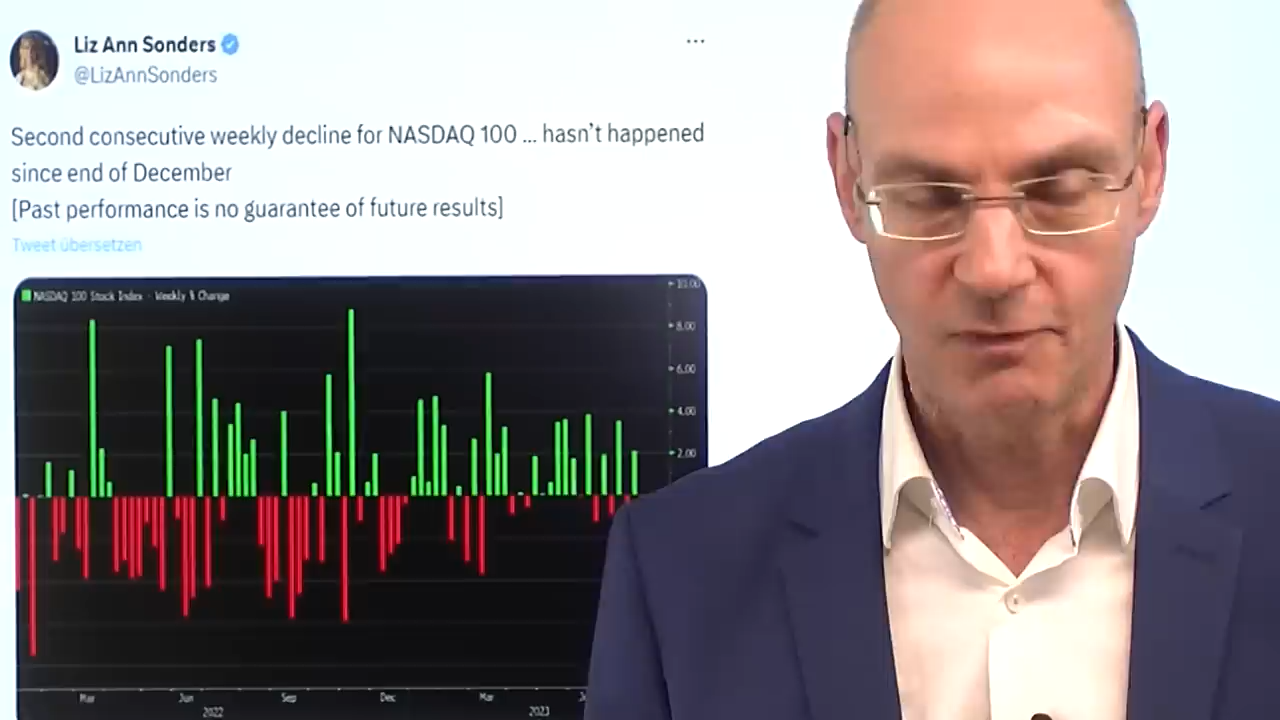 Liz Ann Sonders
@LizAnnSonders
...
Second consecutive weekly decline for NASDAQ 100 ... hasn't happened
since end of December
[Past performance is no guarantee of future results]
Tweet übersetzen
NASDAQ 100 Stock Index - Weekly % Change
10.00
8.00
6.00
4.00
2.00
Mar Jun Sep Dec Mar
2022 2023